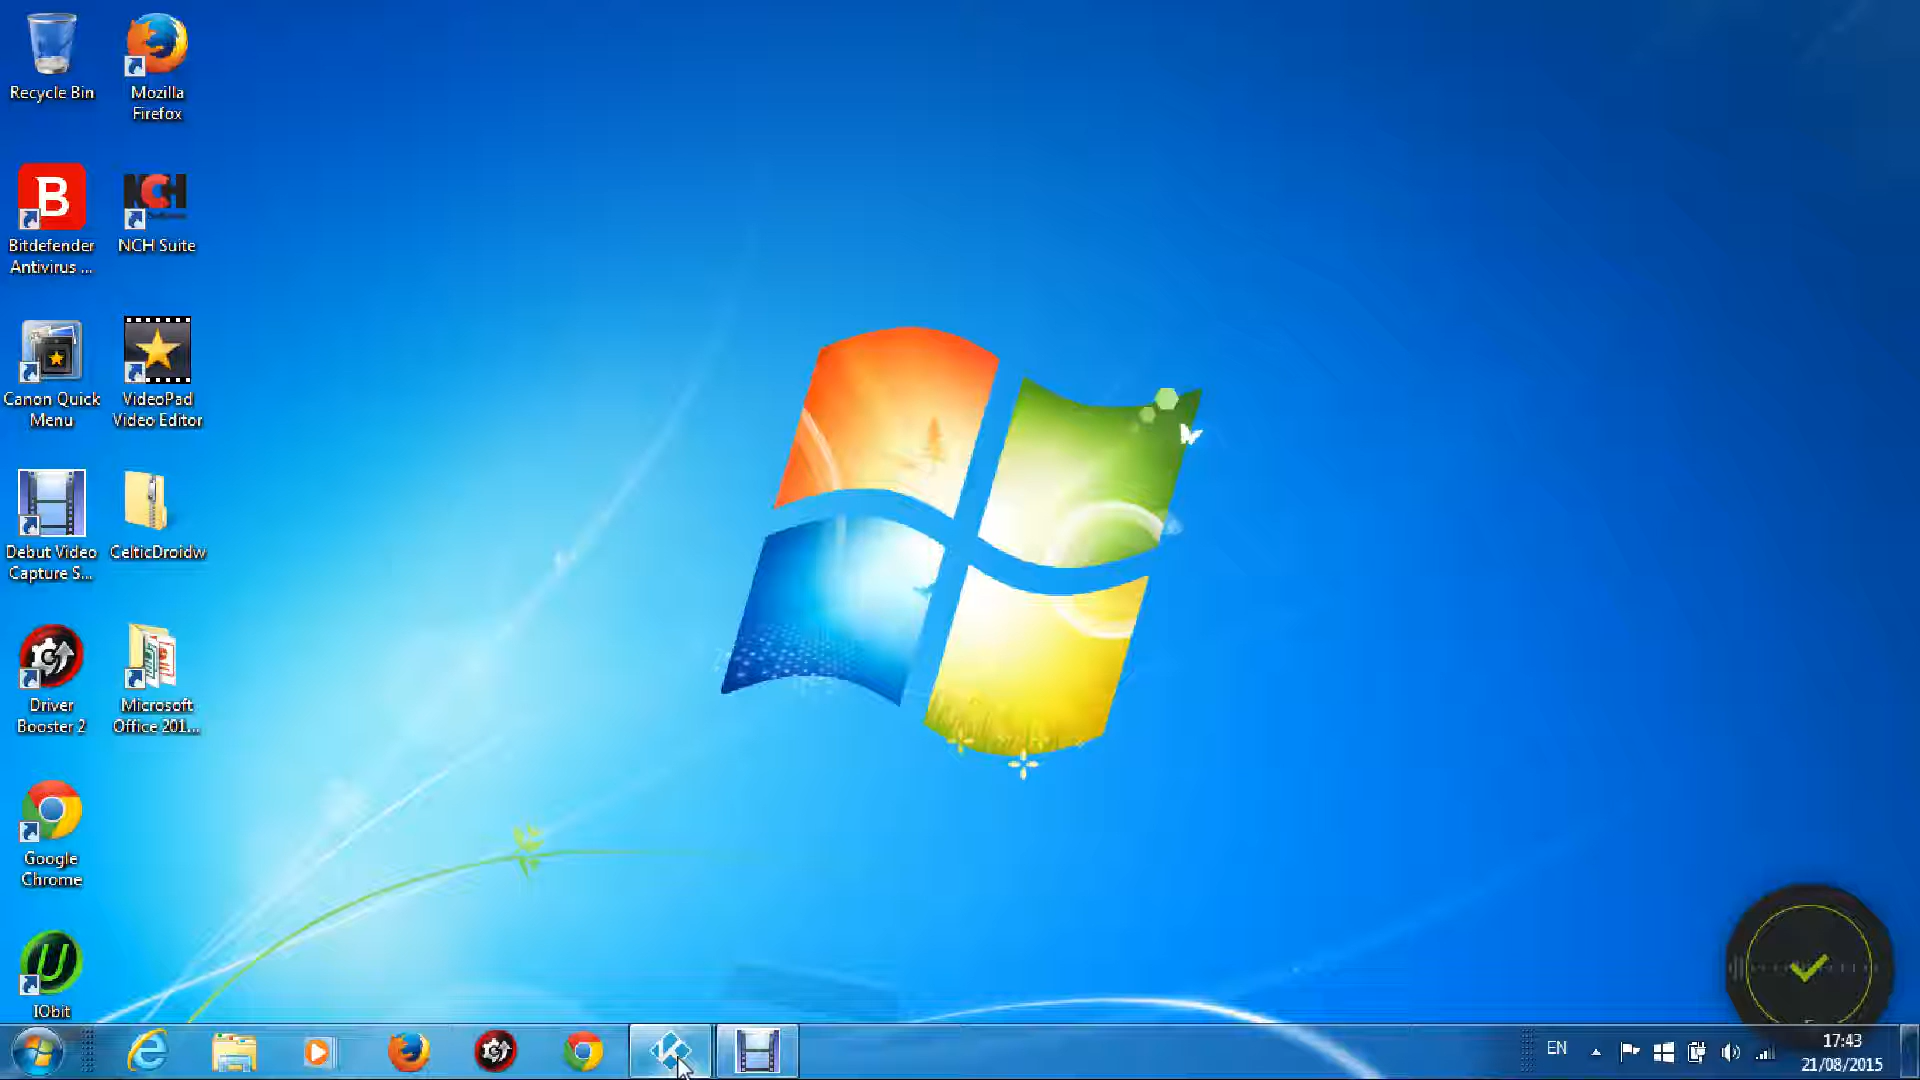 Recycle Bin
Mozilla
Firefox
B
Bitdefender
Antivirus ...
NCH
NCH Suite
Canon Quick
Menu
VideoPad
Video Editor
Debut Video
Capture S...
CelticDroidw
Driver
Booster 2
Microsoft
Office 201...
Google
Chrome
IObit
EN
17:43
21/08/2015